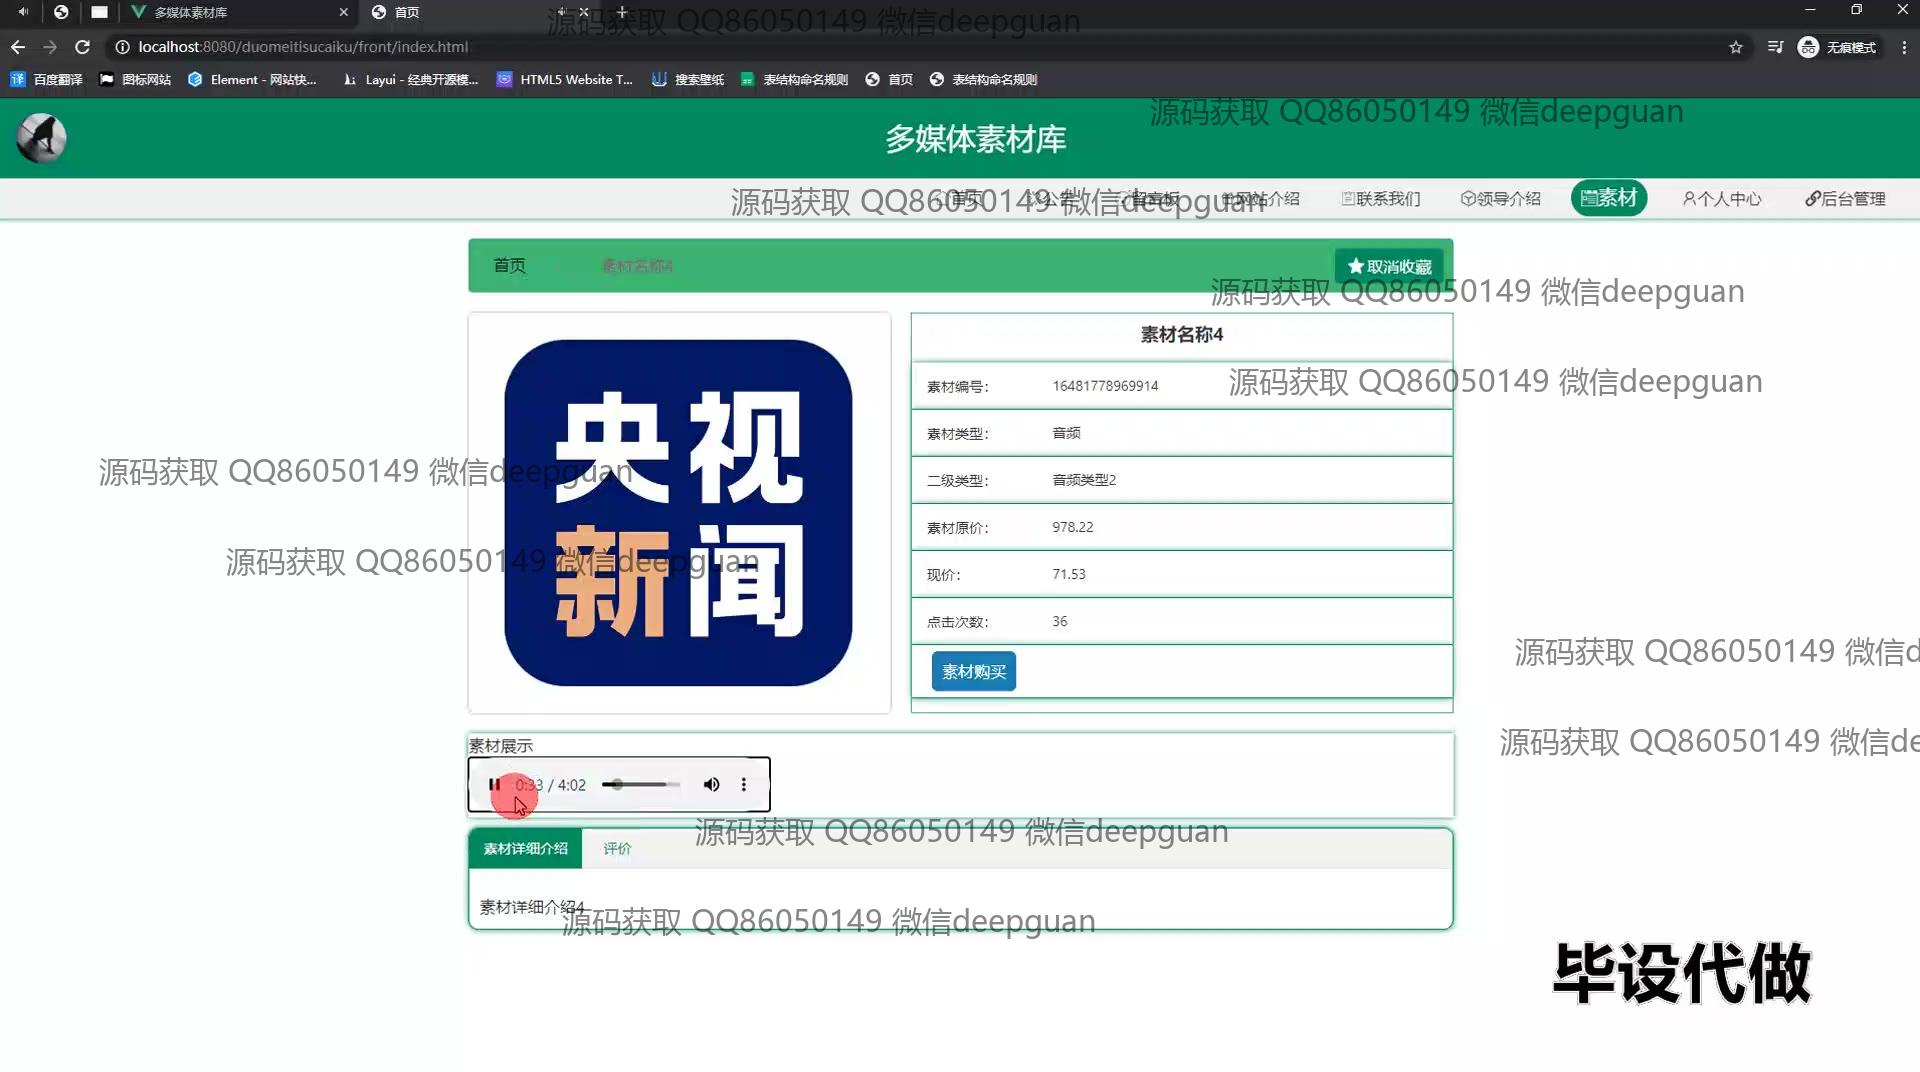 多媒体素材库
首页
源码获取 QQ86050149 微信deepguan
localhost:8080/duomeitisucaiku/front/index.html
无痕模式
百度翻译
图标网站
Element - 网站快...
Layui - 经典开源模...
HTML5 Website T...
搜索壁纸
表结构命名规则
首页
表结构命名规则
源码获取 QQ86050149 微信deepguan
多媒体素材库
首页
公告
留言板
网站介绍
联系我们
领导介绍
素材
个人中心
后台管理
源码获取 QQ86050149 微信deepguan
首页
素材名称4
取消收藏
源码获取 QQ86050149 微信deepguan
央视
新闻
素材名称4
素材编号： 16481778969914
源码获取 QQ86050149 微信deepguan
素材类型： 音频
源码获取 QQ86050149 微信deepguan
二级类型： 音频类型2
素材原价： 978.22
源码获取 QQ86050149 微信deepguan
现价： 71.53
点击次数： 36
素材购买
源码获取 QQ86050149 微信d
素材展示
源码获取 QQ86050149 微信de
0:33 / 4:02
源码获取 QQ86050149 微信deepguan
素材详细介绍
评价
素材详细介绍4
源码获取 QQ86050149 微信deepguan
毕设代做